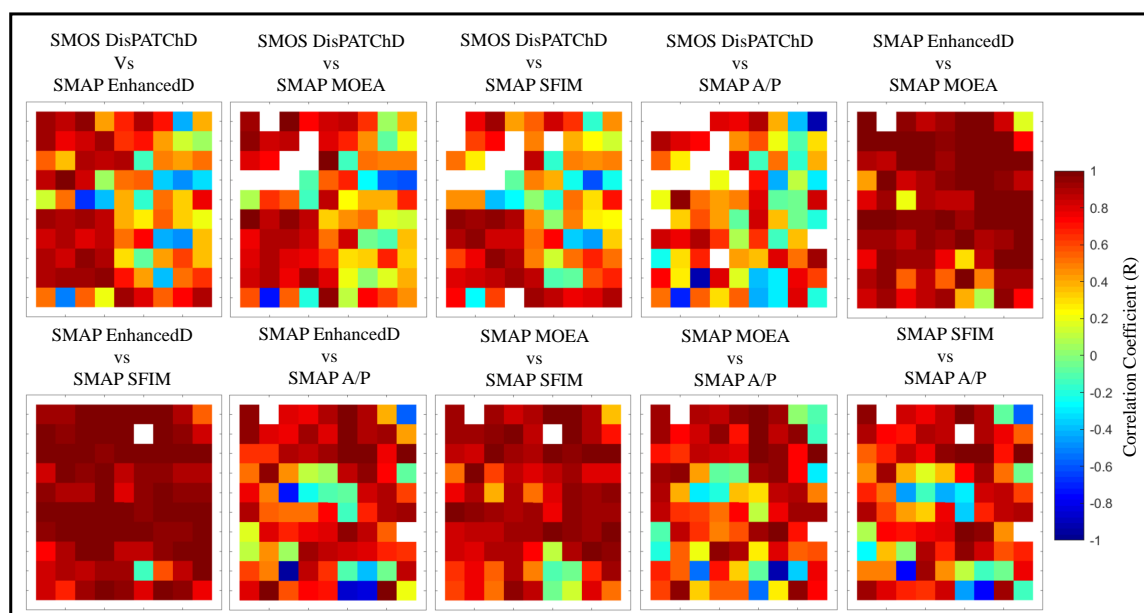 SMOS DisPATChD
Vs
SMAP EnhancedD
SMOS DisPATChD
vs
SMAP MOEA
SMOS DisPATChD
vs
SMAP SFIM
SMOS DisPATChD
vs
SMAP A/P
SMAP EnhancedD
vs
SMAP MOEA
SMAP EnhancedD
vs
SMAP SFIM
SMAP EnhancedD
vs
SMAP A/P
SMAP MOEA
vs
SMAP SFIM
SMAP MOEA
vs
SMAP A/P
SMAP SFIM
vs
SMAP A/P
1
0.8
0.6
0.4
0.2
0
-0.2
-0.4
-0.6
-0.8
-1
Correlation Coefficient (R)